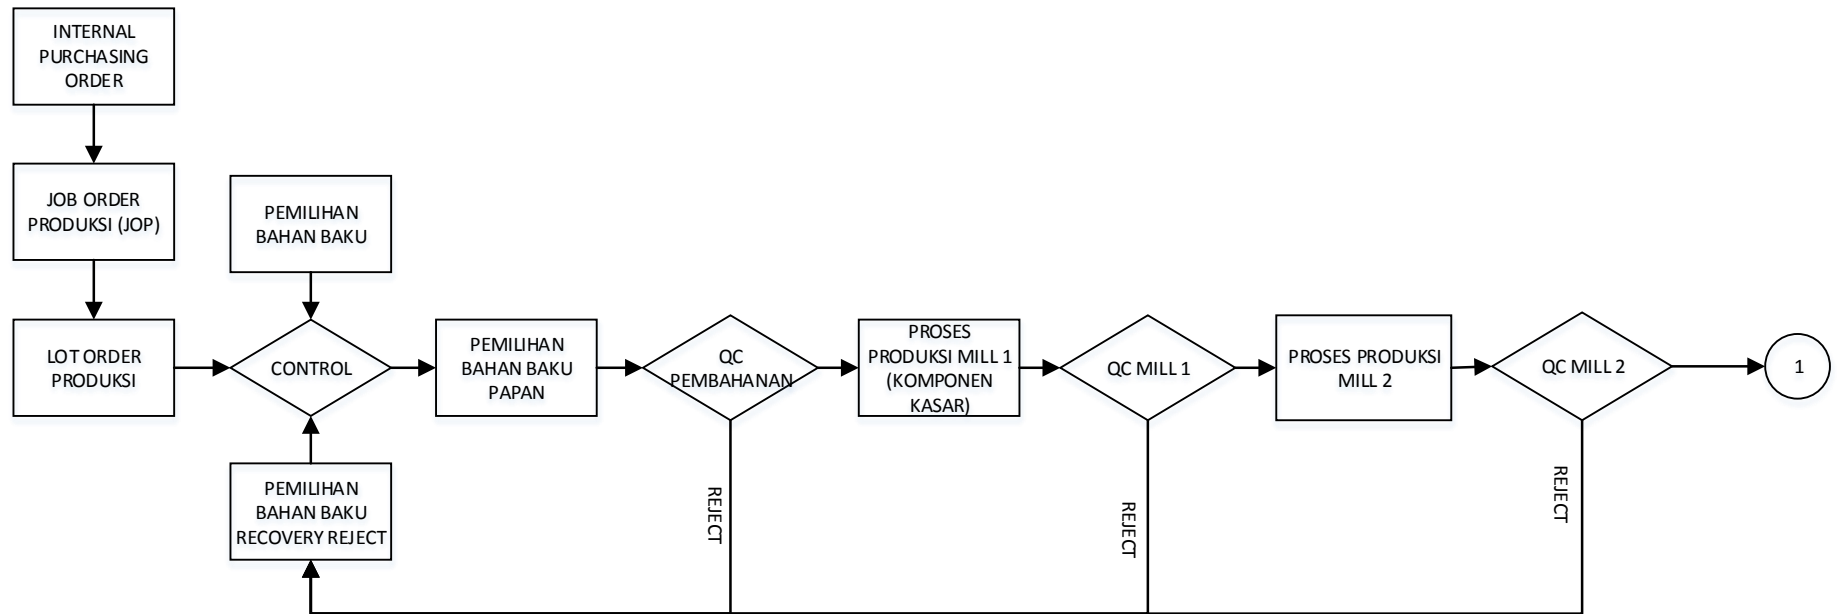 INTERNAL
PURCHASING
ORDER
JOB ORDER
PRODUKSI (JOP)
LOT ORDER
PRODUKSI
PEMILIHAN
BAHAN BAKU
CONTROL
PEMILIHAN
BAHAN BAKU
RECOVERY REJECT
PEMILIHAN
BAHAN BAKU
PAPAN
QC
PEMBAHANAN
REJECT
PROSES
PRODUKSI MILL 1
(KOMPONEN
KASAR)
QC MILL 1
REJECT
PROSES PRODUKSI
MILL 2
QC MILL 2
REJECT
1